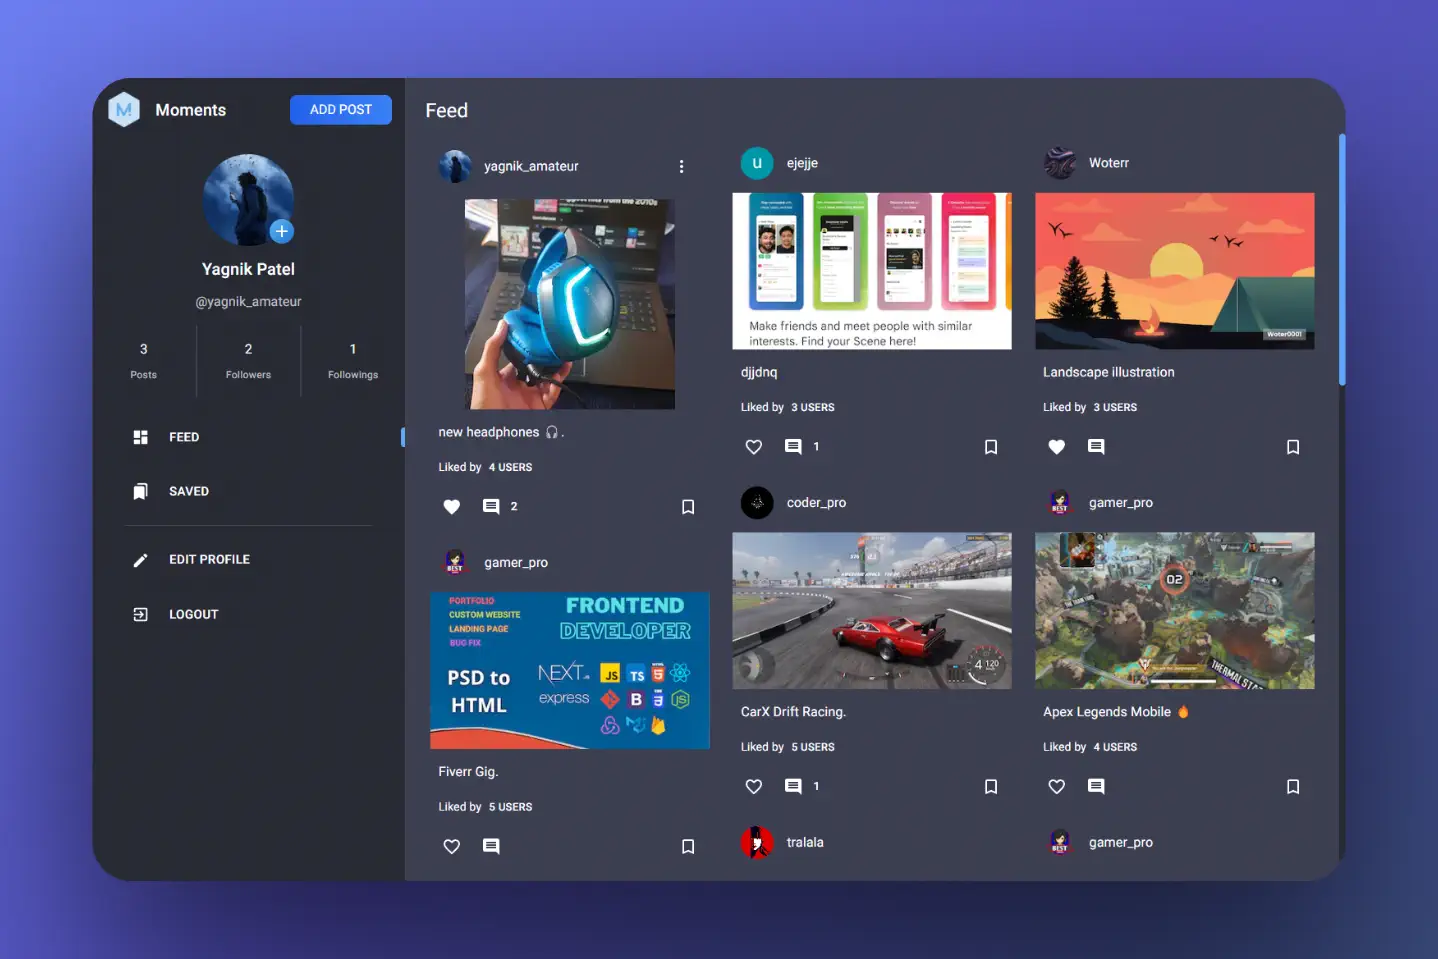 M
Moments
ADD POST
Yagnik Patel
@yagnik_amateur
3
Posts
2
Followers
1
Followings
FEED
SAVED
EDIT PROFILE
LOGOUT
Feed
yagnik_amateur
new headphones 🎧 .
Liked by 4 USERS
2
gamer_pro
PORTFOLIO
CUSTOM WEBSITE
LANDING PAGE
BUG FIX
FRONTEND
DEVELOPER
PSD to
HTML
NEXT.JS
express
JS
TS
B
Fiverr Gig.
Liked by 5 USERS
u
ejejje
Make friends and meet people with similar
interests. Find your Scene here!
djjdnq
Liked by 3 USERS
1
coder_pro
4
120
CarX Drift Racing.
Liked by 5 USERS
1
tralala
Woterr
Woter0001
Landscape illustration
Liked by 3 USERS
BEST
gamer_pro
02
Apex Legends Mobile 🔥
Liked by 4 USERS
BEST
gamer_pro